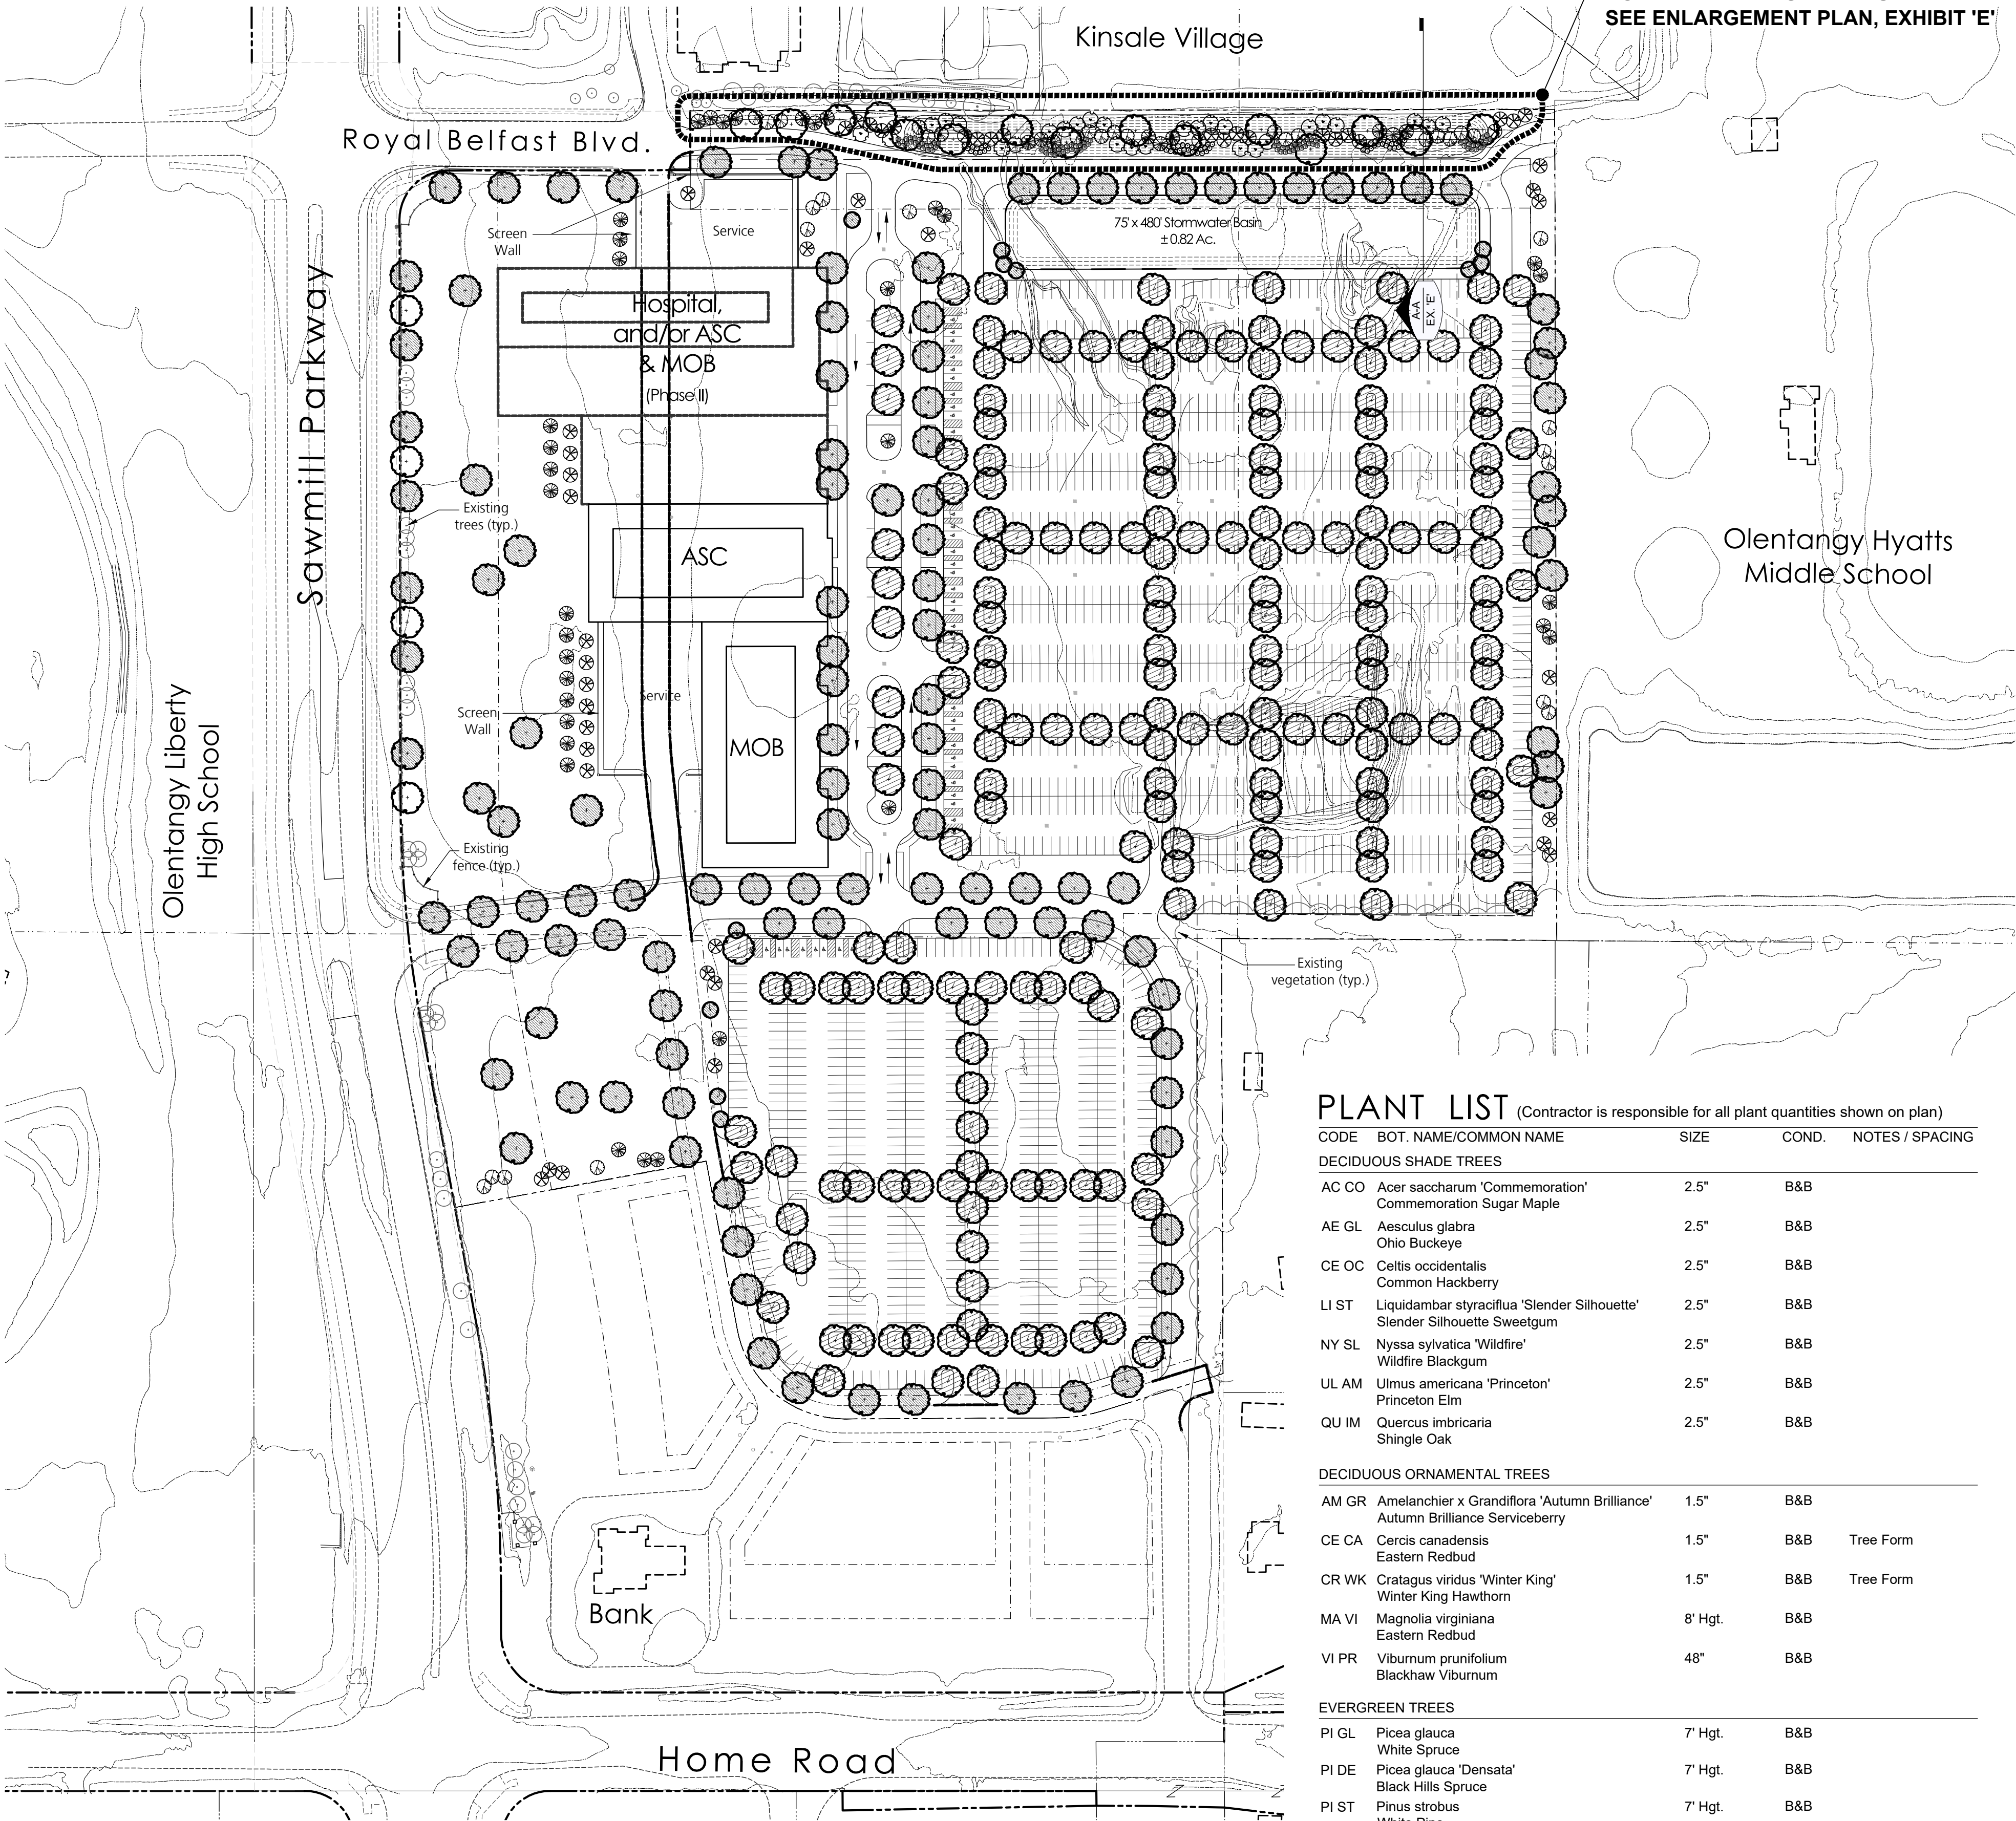 SEE ENLARGEMENT PLAN, EXHIBIT 'E'
Kinsale Village
Royal Belfast Blvd.
Screen
Wall
Service
75' x 480' Stormwater Basin
±0.82 Ac.
Hospital,
and/or ASC
& MOB
(Phase II)
A-A
EX. 'E'
Sawmill Parkway
Existing
trees (typ.)
ASC
Olentangy Hyatts
Middle School
Olentangy Liberty
High School
Screen
Wall
Service
MOB
Existing
fence (typ.)
Existing
vegetation (typ.)
PLANT LIST (Contractor is responsible for all plant quantities shown on plan)
CODE BOT. NAME/COMMON NAME SIZE COND. NOTES / SPACING
DECIDUOUS SHADE TREES
AC CO Acer saccharum 'Commemoration' 2.5" B&B
Commemoration Sugar Maple
AE GL Aesculus glabra 2.5" B&B
Ohio Buckeye
CE OC Celtis occidentalis 2.5" B&B
Common Hackberry
LI ST Liquidambar styraciflua 'Slender Silhouette' 2.5" B&B
Slender Silhouette Sweetgum
NY SL Nyssa sylvatica 'Wildfire' 2.5" B&B
Wildfire Blackgum
UL AM Ulmus americana 'Princeton' 2.5" B&B
Princeton Elm
QU IM Quercus imbricaria 2.5" B&B
Shingle Oak
DECIDUOUS ORNAMENTAL TREES
AM GR Amelanchier x Grandiflora 'Autumn Brilliance' 1.5" B&B
Autumn Brilliance Serviceberry
CE CA Cercis canadensis 1.5" B&B Tree Form
Eastern Redbud
CR WK Cratagus viridus 'Winter King' 1.5" B&B Tree Form
Winter King Hawthorn
MA VI Magnolia virginiana 8' Hgt. B&B
Eastern Redbud
VI PR Viburnum prunifolium 48" B&B
Blackhaw Viburnum
EVERGREEN TREES
PI GL Picea glauca 7' Hgt. B&B
White Spruce
PI DE Picea glauca 'Densata' 7' Hgt. B&B
Black Hills Spruce
PI ST Pinus strobus 7' Hgt. B&B
Bank
Home Road